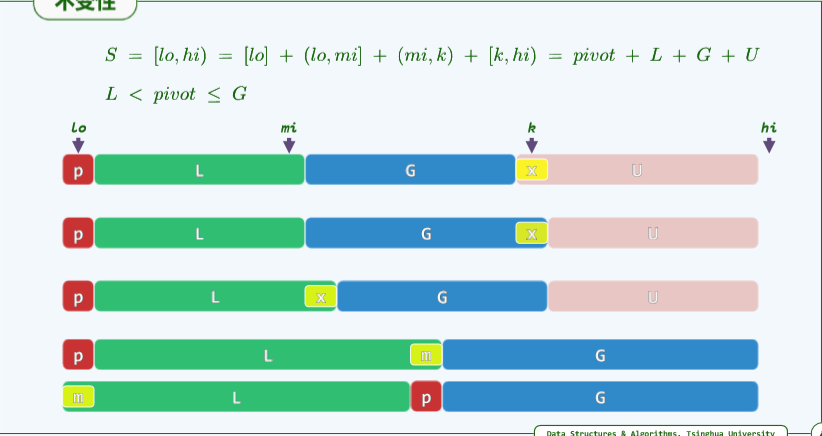 不变性
S = [lo, hi) = [lo] + (lo, mi] + (mi, k) + [k, hi) = pivot + L + G + U
L < pivot ≤ G
lo mi k hi
p L G x U
p L G x U
p L x G U
p L m G
m L p G
Data Structures & Algorithms, Tsinghua University